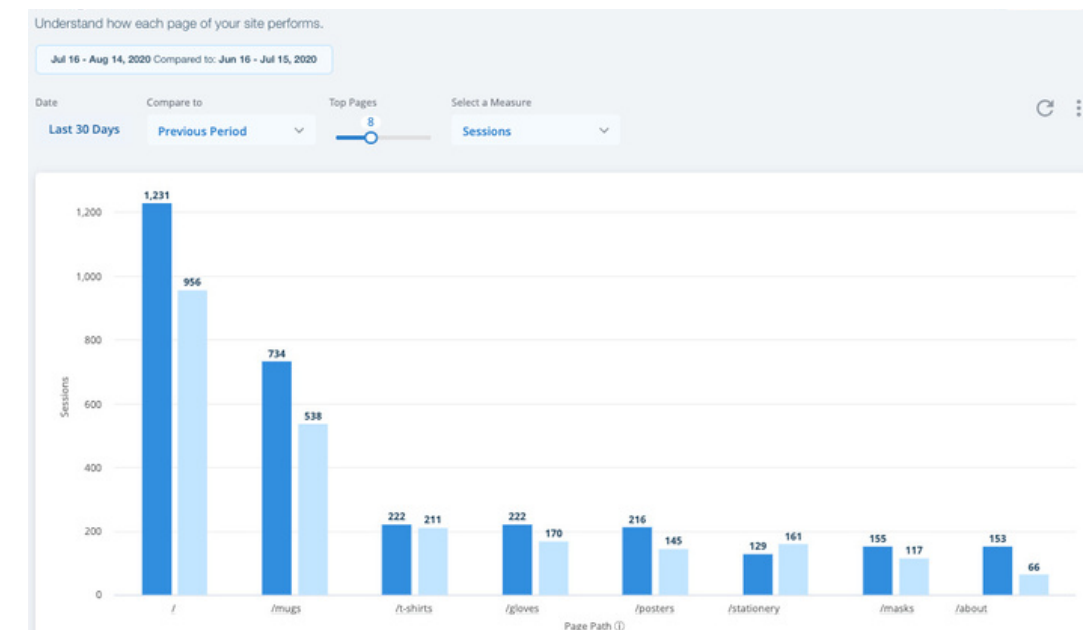 Understand how each page of your site performs.
Jul 16 - Aug 14, 2020 Compared to: Jun 16 - Jul 15, 2020
Date Compare to Top Pages Select a Measure
8
Last 30 Days Previous Period Sessions
1,231
1,200
1,000
956
800
734
Sessions
600
538
400
222 211 222 170 216 145 129 161 155 117 153 66
200
0
/ /mugs /t-shirts /gloves /posters /stationery /masks /about
Page Path ⓘ